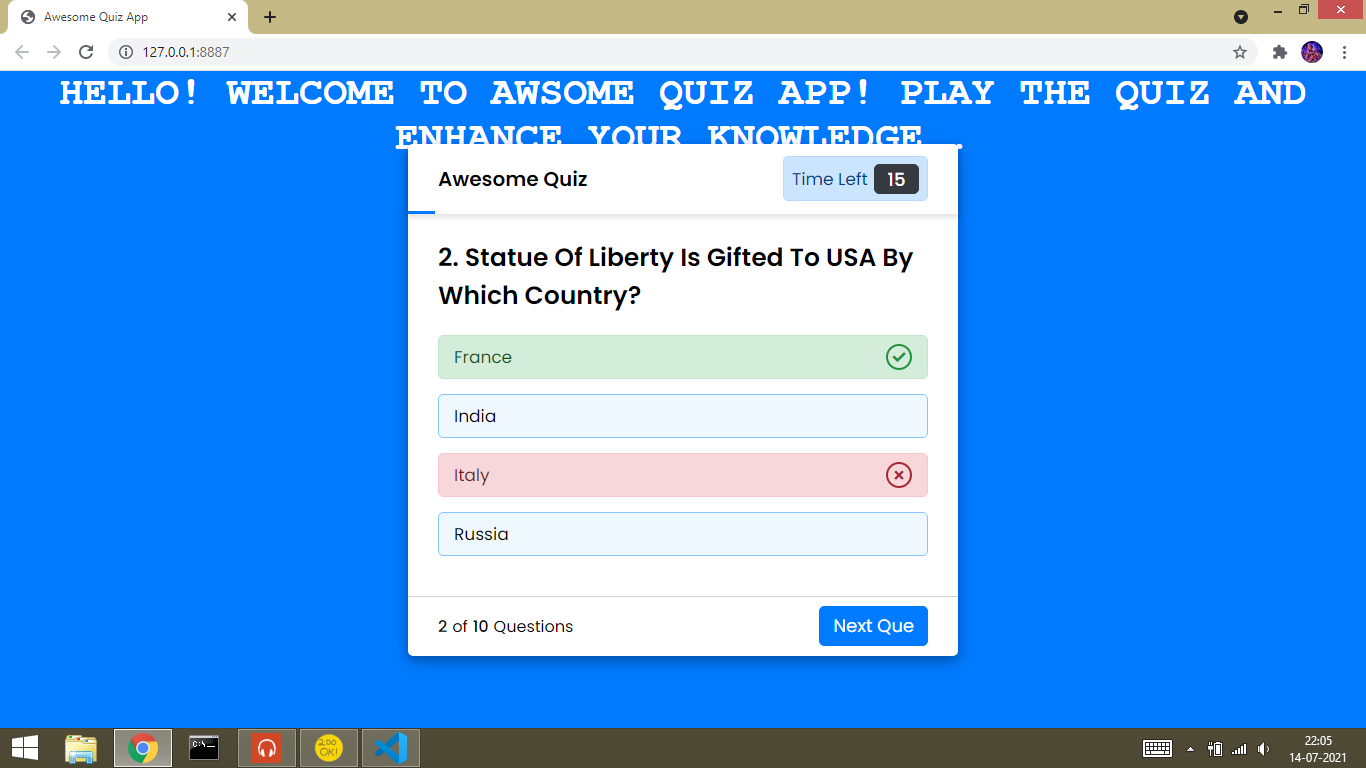 Awesome Quiz App
127.0.0.1:8887
HELLO! WELCOME TO AWSOME QUIZ APP! PLAY THE QUIZ AND
ENHANCE YOUR KNOWLEDGE .
Awesome Quiz
Time Left 15
2. Statue Of Liberty Is Gifted To USA By
Which Country?
France
India
Italy
Russia
2 of 10 Questions
Next Que
C:\_
200
OK!
22:05
14-07-2021